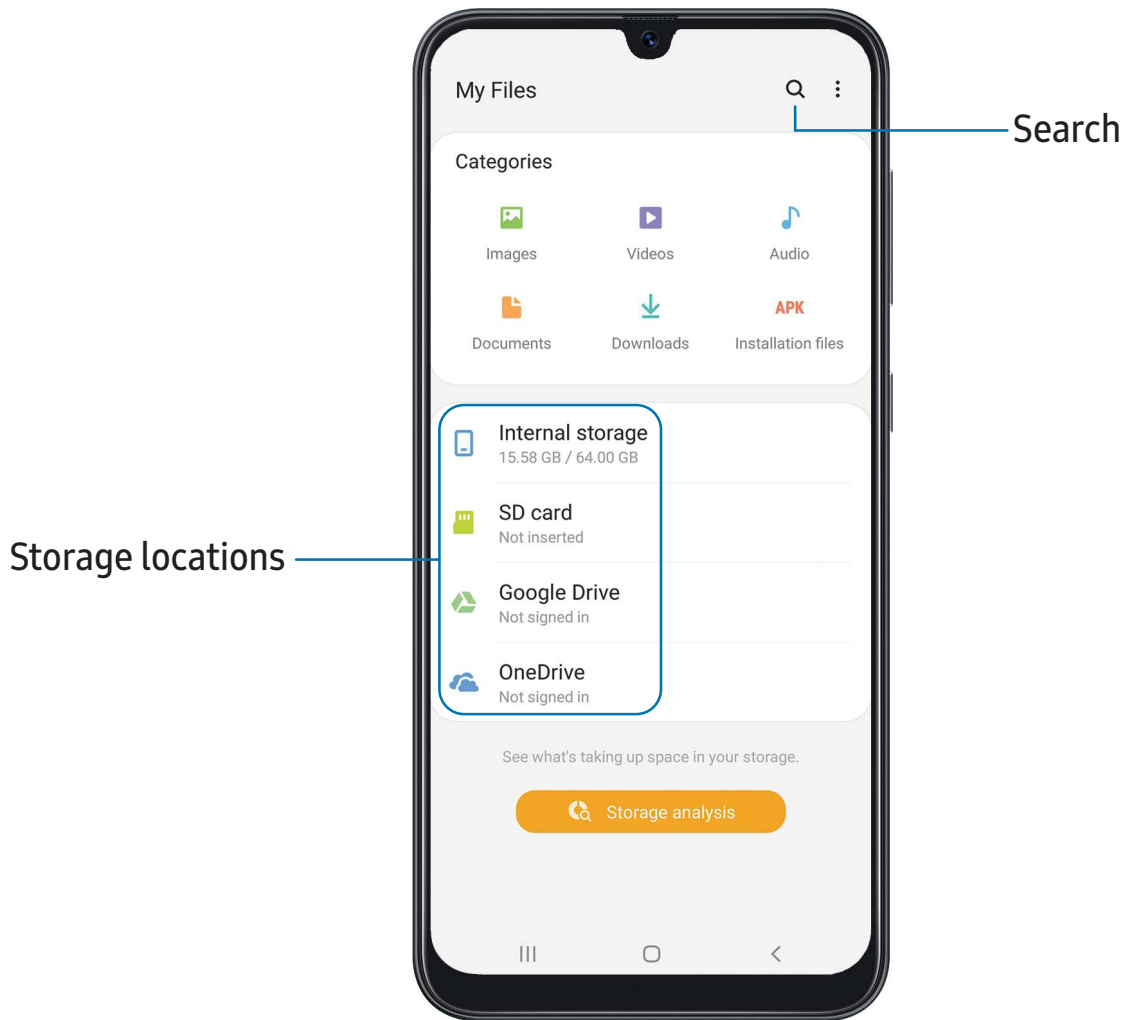 My Files
Search
Categories
Images Videos Audio
APK
Documents Downloads Installation files
Internal storage
15.58 GB / 64.00 GB
SD card
Not inserted
Storage locations
Google Drive
Not signed in
OneDrive
Not signed in
See what's taking up space in your storage.
Storage analysis